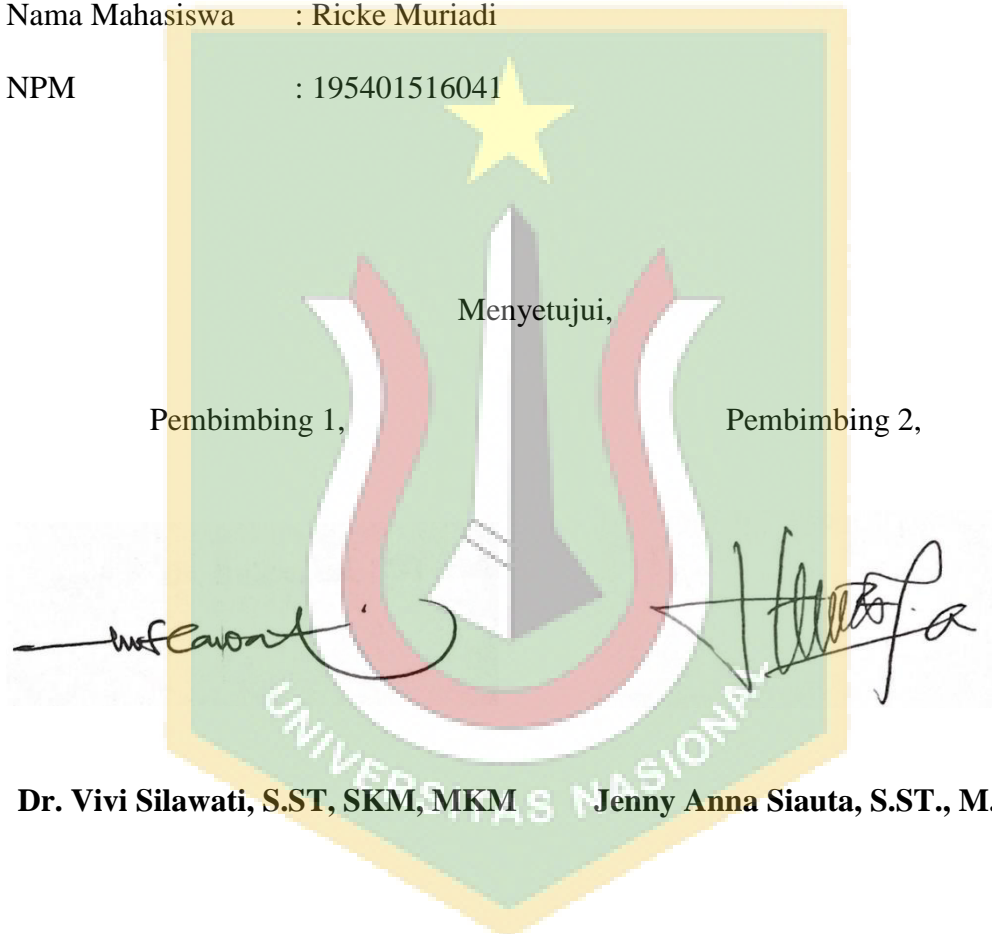 Nama Mahasiswa : Ricke Muriadi
NPM : 195401516041
Menyetujui,
Pembimbing 1, Pembimbing 2,
UNIVERSITAS NASIONAL
Dr. Vivi Silawati, S.ST, SKM, MKM Jenny Anna Siauta, S.ST., M.